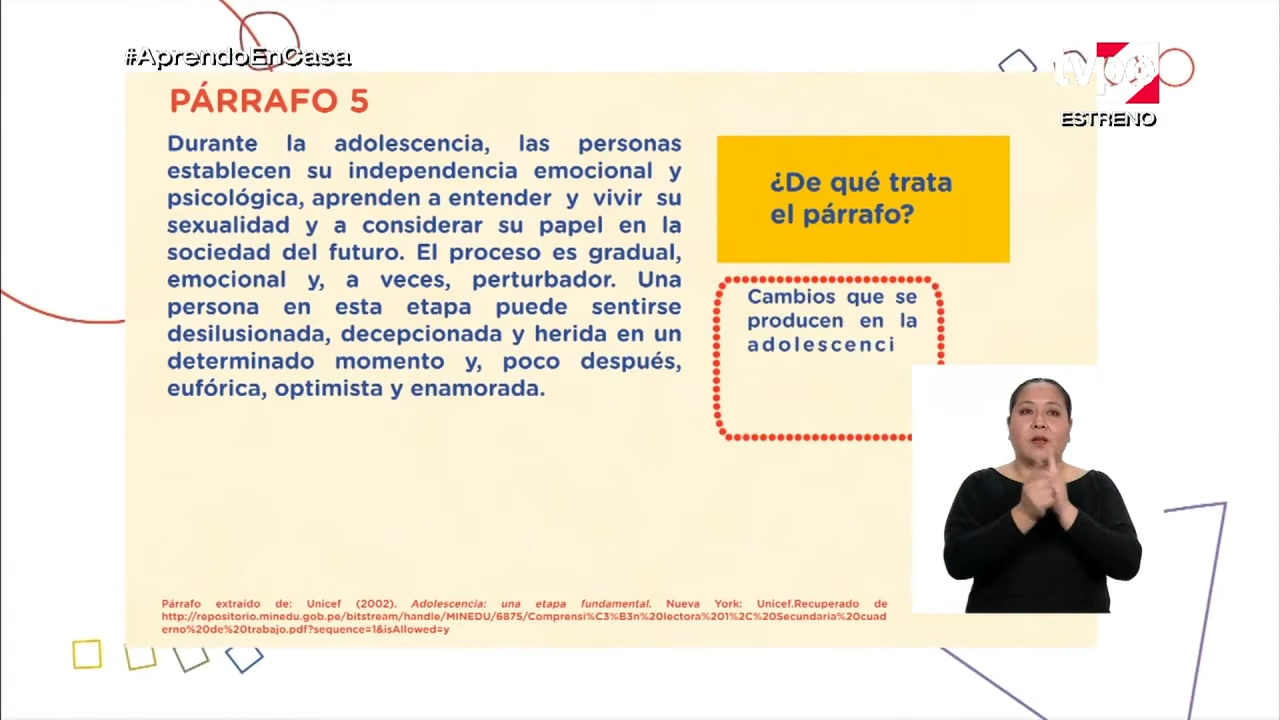 #AprendoEnCasa
tvpe
ESTRENO
PÁRRAFO 5
Durante la adolescencia, las personas
establecen su independencia emocional y
psicológica, aprenden a entender y vivir su
sexualidad y a considerar su papel en la
sociedad del futuro. El proceso es gradual,
emocional y, a veces, perturbador. Una
persona en esta etapa puede sentirse
desilusionada, decepcionada y herida en un
determinado momento y, poco después,
eufórica, optimista y enamorada.
¿De qué trata
el párrafo?
Cambios que se
producen en la
adolescenci
Párrafo extraído de: Unicef (2002). Adolescencia: una etapa fundamental. Nueva York: Unicef.Recuperado de
http://repositorio.minedu.gob.pe/bitstream/handle/MINEDU/6875/Comprensi%C3%B3n%20lectora%201%2C%20Secundaria%20cuad
erno%20de%20trabajo.pdf?sequence=1&isAllowed=y